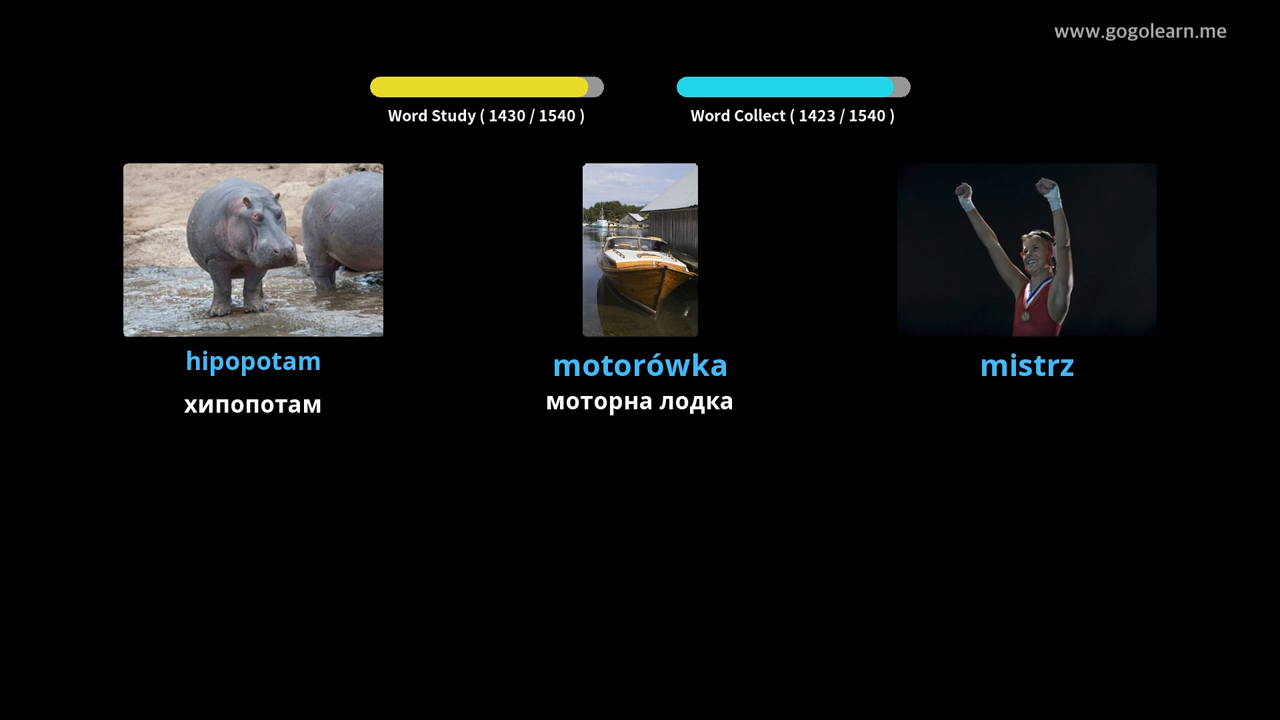 www.gogolearn.me
Word Study ( 1430 / 1540 )
Word Collect ( 1423 / 1540 )
hipopotam
хипопотам
motorówka
моторна лодка
mistrz